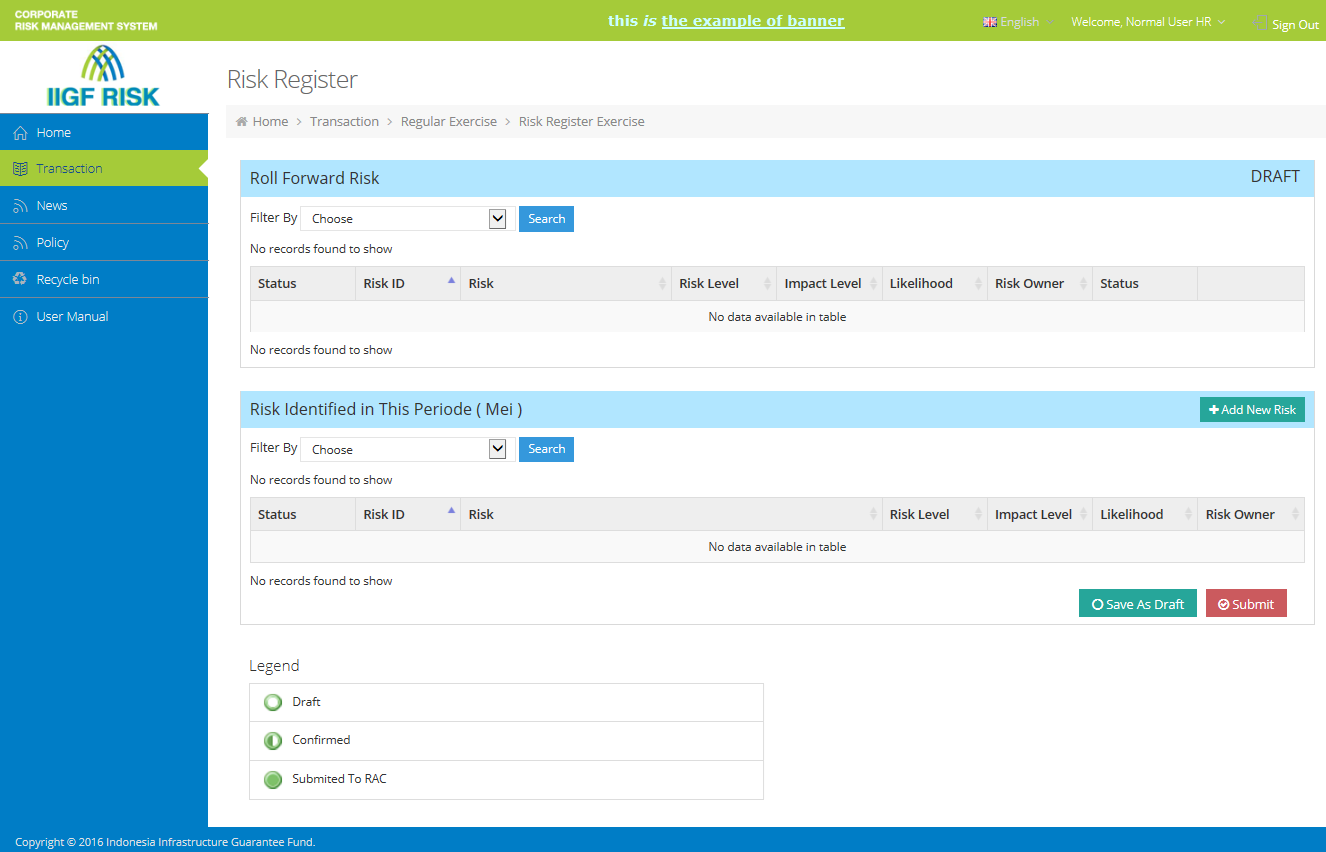 CORPORATE
RISK MANAGEMENT SYSTEM
this is the example of banner
English
Welcome, Normal User HR
Sign Out
IIGF RISK
Home
Transaction
News
Policy
Recycle bin
User Manual
Risk Register
Home > Transaction > Regular Exercise > Risk Register Exercise
Roll Forward Risk
DRAFT
Filter By Choose Search
No records found to show
Status Risk ID Risk Risk Level Impact Level Likelihood Risk Owner Status
No data available in table
No records found to show
Risk Identified in This Periode ( Mei )
Add New Risk
Filter By Choose Search
No records found to show
Status Risk ID Risk Risk Level Impact Level Likelihood Risk Owner
No data available in table
No records found to show
Save As Draft Submit
Legend
Draft
Confirmed
Submited To RAC
Copyright © 2016 Indonesia Infrastructure Guarantee Fund.